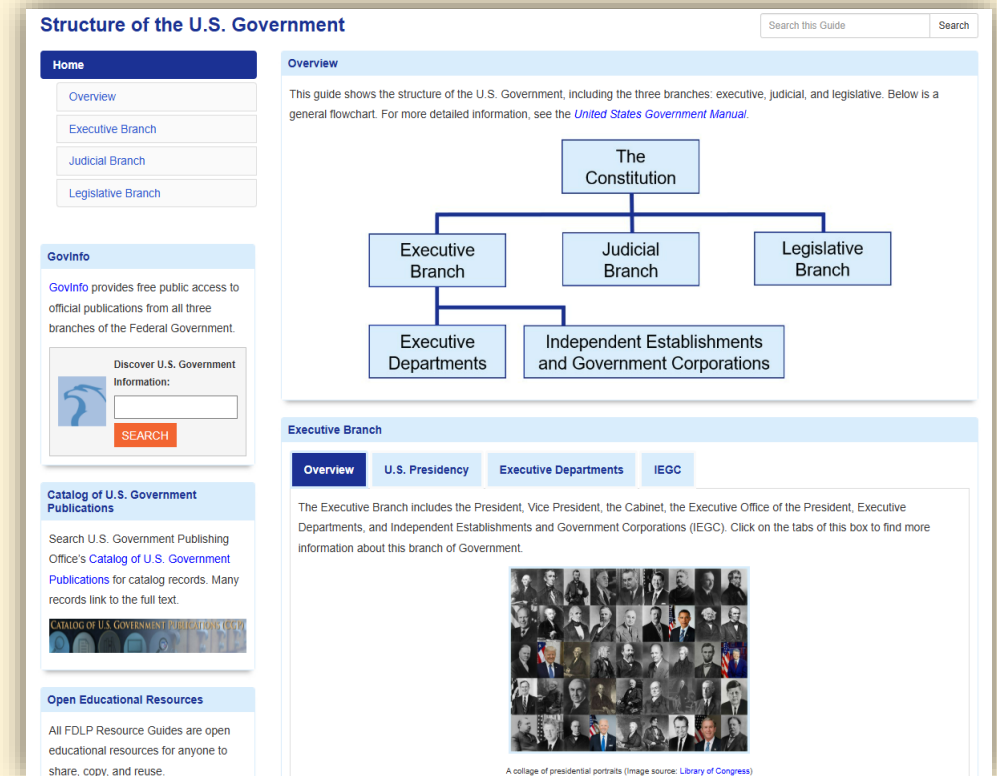 Structure of the U.S. Government
Search this Guide
Search
Home
Overview
Executive Branch
Judicial Branch
Legislative Branch
GovInfo
GovInfo provides free public access to
official publications from all three
branches of the Federal Government.
Discover U.S. Government
Information:
SEARCH
Catalog of U.S. Government
Publications
Search U.S. Government Publishing
Office's Catalog of U.S. Government
Publications for catalog records. Many
records link to the full text.
CATALOG OF U.S. GOVERNMENT PUBLICATIONS (CGP)
Open Educational Resources
All FDLP Resource Guides are open
educational resources for anyone to
share, copy, and reuse.
Overview
This guide shows the structure of the U.S. Government, including the three branches: executive, judicial, and legislative. Below is a
general flowchart. For more detailed information, see the United States Government Manual.
The
Constitution
Executive
Branch
Judicial
Branch
Legislative
Branch
Executive
Departments
Independent Establishments
and Government Corporations
Executive Branch
Overview
U.S. Presidency
Executive Departments
IEGC
The Executive Branch includes the President, Vice President, the Cabinet, the Executive Office of the President, Executive
Departments, and Independent Establishments and Government Corporations (IEGC). Click on the tabs of this box to find more
information about this branch of Government.
A collage of presidential portraits (Image source: Library of Congress)